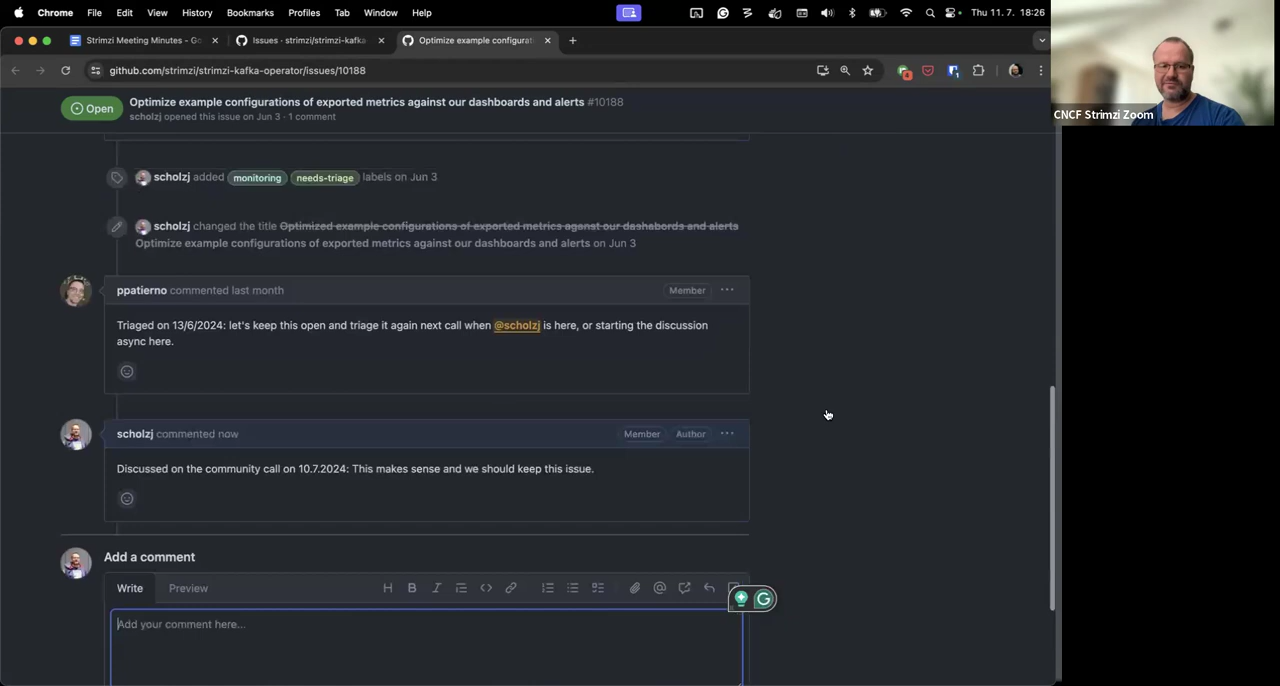 Chrome File Edit View History Bookmarks Profiles Tab Window Help Thu 11. 7. 18:26
Strimzi Meeting Minutes - Go
Issues · strimzi/strimzi-kafka-
Optimize example configurat
github.com/strimzi/strimzi-kafka-operator/issues/10188
CNCF Strimzi Zoom
Open
Optimize example configurations of exported metrics against our dashboards and alerts #10188
scholzj opened this issue on Jun 3 · 1 comment
scholzj added monitoring needs-triage labels on Jun 3
scholzj changed the title Optimized example configurations of exported metrics aganst our dashabords and alerts
Optimize example configurations of exported metrics against our dashboards and alerts on Jun 3
ppatierno commented last month Member
Triaged on 13/6/2024: let's keep this open and triage it again next call when @scholzj is here, or starting the discussion
async here.
scholzj commented now Member Author
Discussed on the community call on 10.7.2024: This makes sense and we should keep this issue.
Add a comment
Write Preview
Add your comment here...